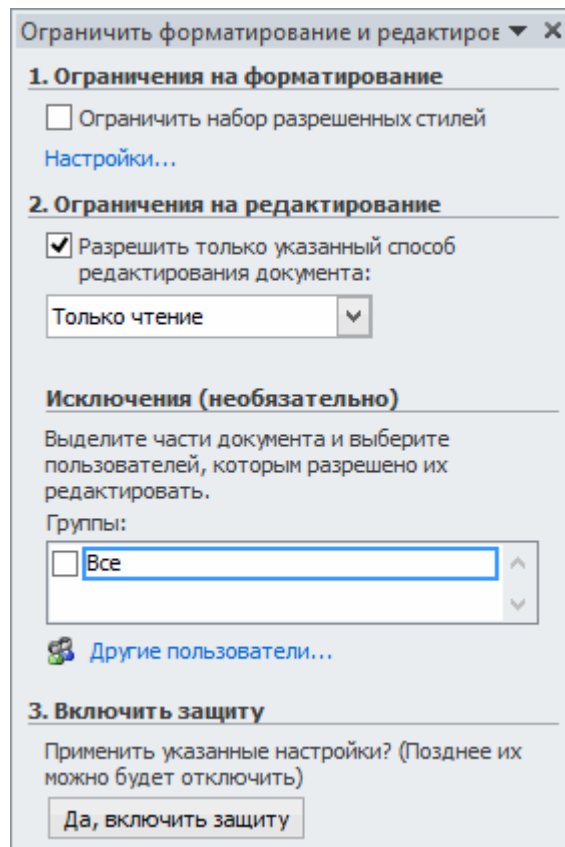 Ограничить форматирование и редактиров
1. Ограничения на форматирование
Ограничить набор разрешенных стилей
Настройки...
2. Ограничения на редактирование
Разрешить только указанный способ
редактирования документа:
Только чтение
Исключения (необязательно)
Выделите части документа и выберите
пользователей, которым разрешено их
редактировать.
Группы:
Все
Другие пользователи...
3. Включить защиту
Применить указанные настройки? (Позднее их
можно будет отключить)
Да, включить защиту